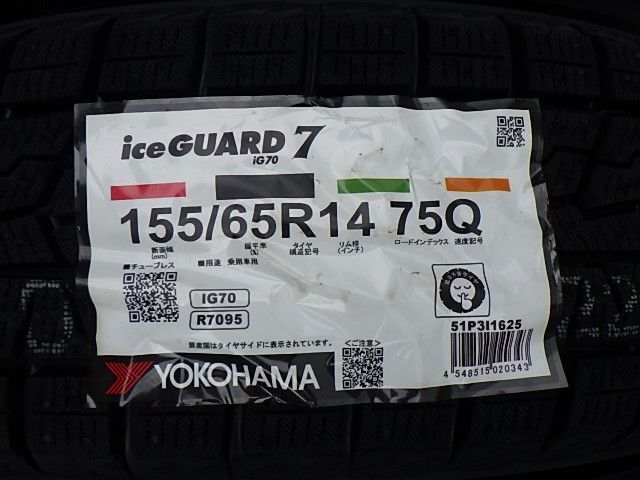 iceGUARD 7
iG70
155/65R14 75Q
断面幅(mm) 偏平率(%) タイヤ構造記号 リム径(インチ) ロードインデックス 速度記号
■チューブレス ■用途 乗用車用
IG70
R7095
51P3I1625
原産国はタイヤサイドに表示されています。 <ご注意>
YOKOHAMA
4 548515 020343